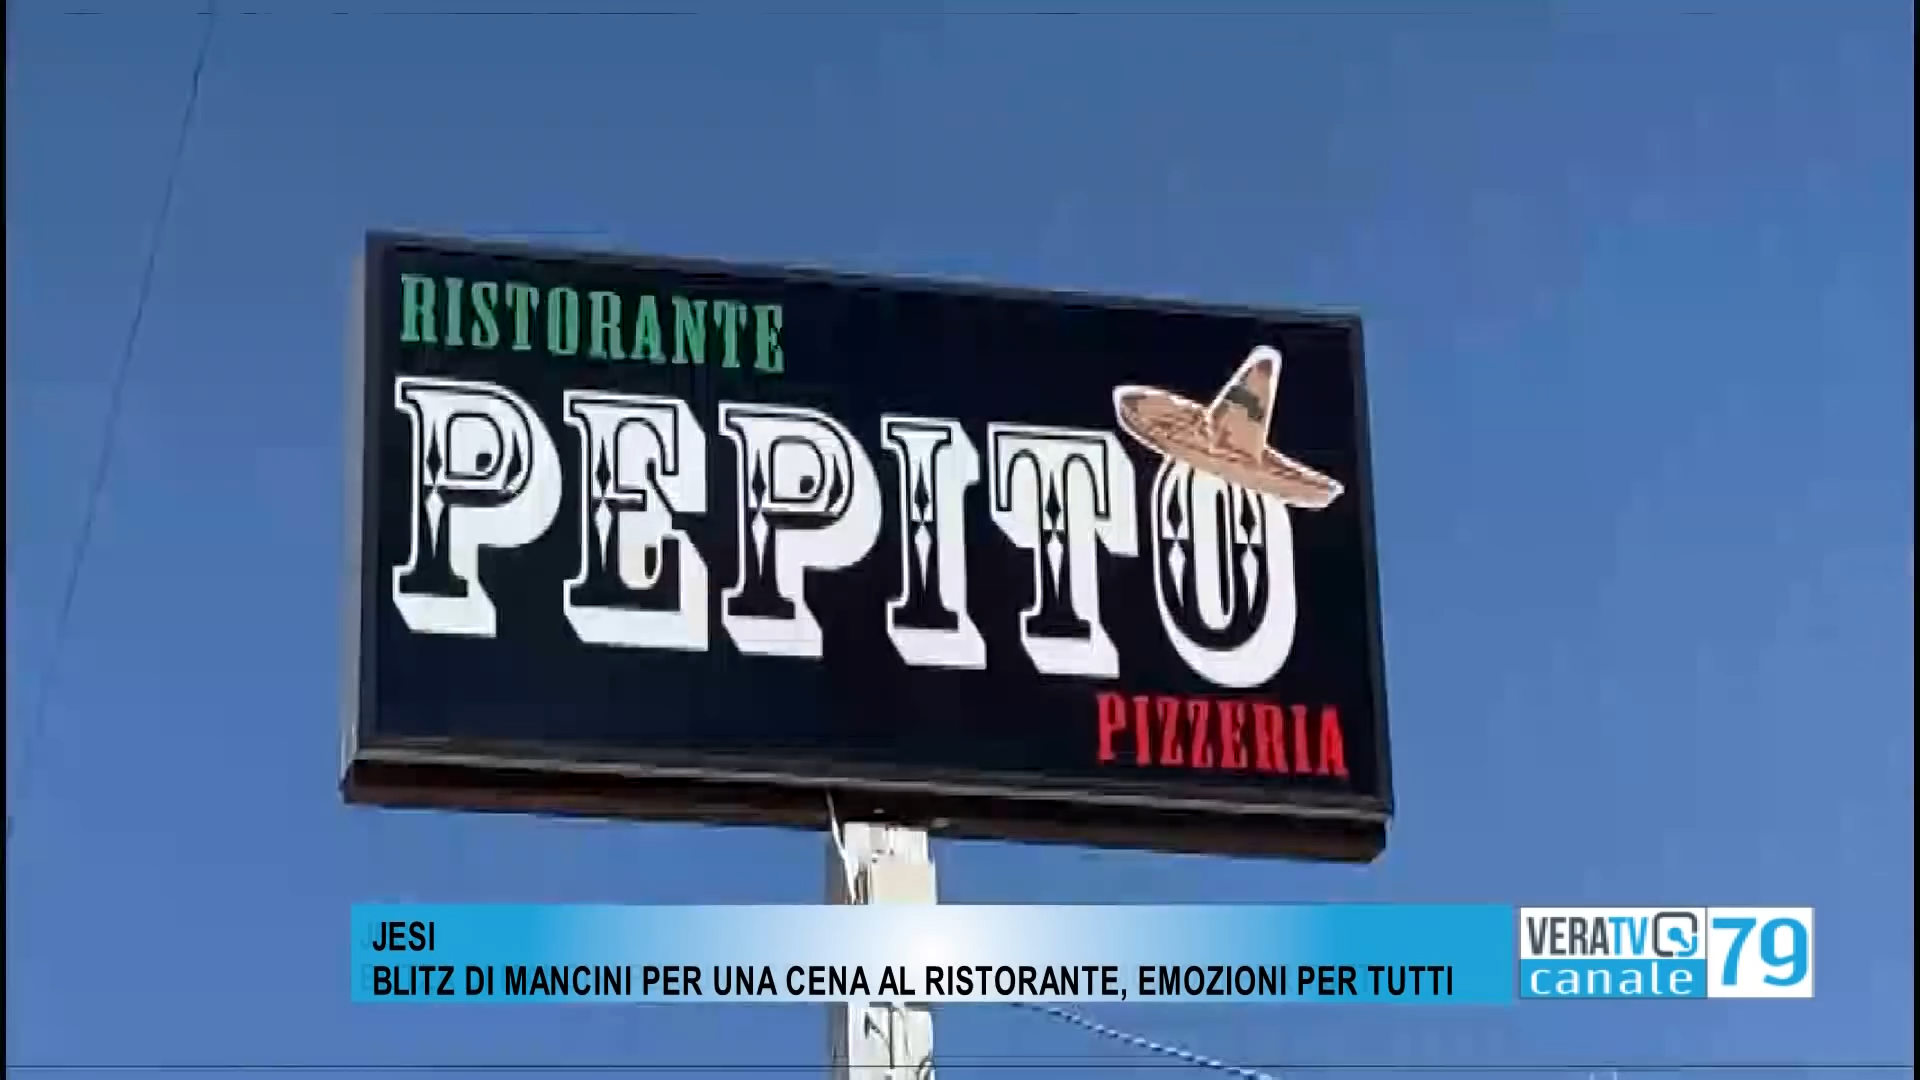 RISTORANTE
PEPITO
PIZZERIA
JESI
BLITZ DI MANCINI PER UNA CENA AL RISTORANTE, EMOZIONI PER TUTTI
VERATV
canale
79